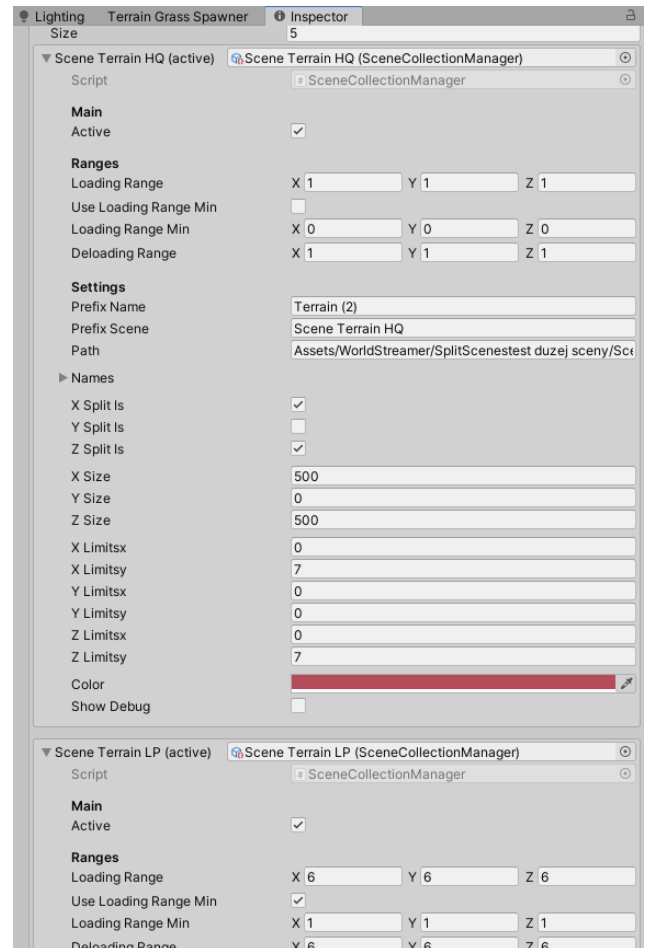 Lighting Terrain Grass Spawner Inspector
Size 5
Scene Terrain HQ (active) Scene Terrain HQ (SceneCollectionManager)
Script SceneCollectionManager
Main
Active
Ranges
Loading Range X 1 Y 1 Z 1
Use Loading Range Min
Loading Range Min X 0 Y 0 Z 0
Deloading Range X 1 Y 1 Z 1
Settings
Prefix Name Terrain (2)
Prefix Scene Scene Terrain HQ
Path Assets/WorldStreamer/SplitScenestest duzej sceny/Sce
Names
X Split Is
Y Split Is
Z Split Is
X Size 500
Y Size 0
Z Size 500
X Limitsx 0
X Limitsy 7
Y Limitsx 0
Y Limitsy 0
Z Limitsx 0
Z Limitsy 7
Color
Show Debug
Scene Terrain LP (active) Scene Terrain LP (SceneCollectionManager)
Script SceneCollectionManager
Main
Active
Ranges
Loading Range X 6 Y 6 Z 6
Use Loading Range Min
Loading Range Min X 1 Y 1 Z 1
Deloading Range X 6 Y 6 Z 6